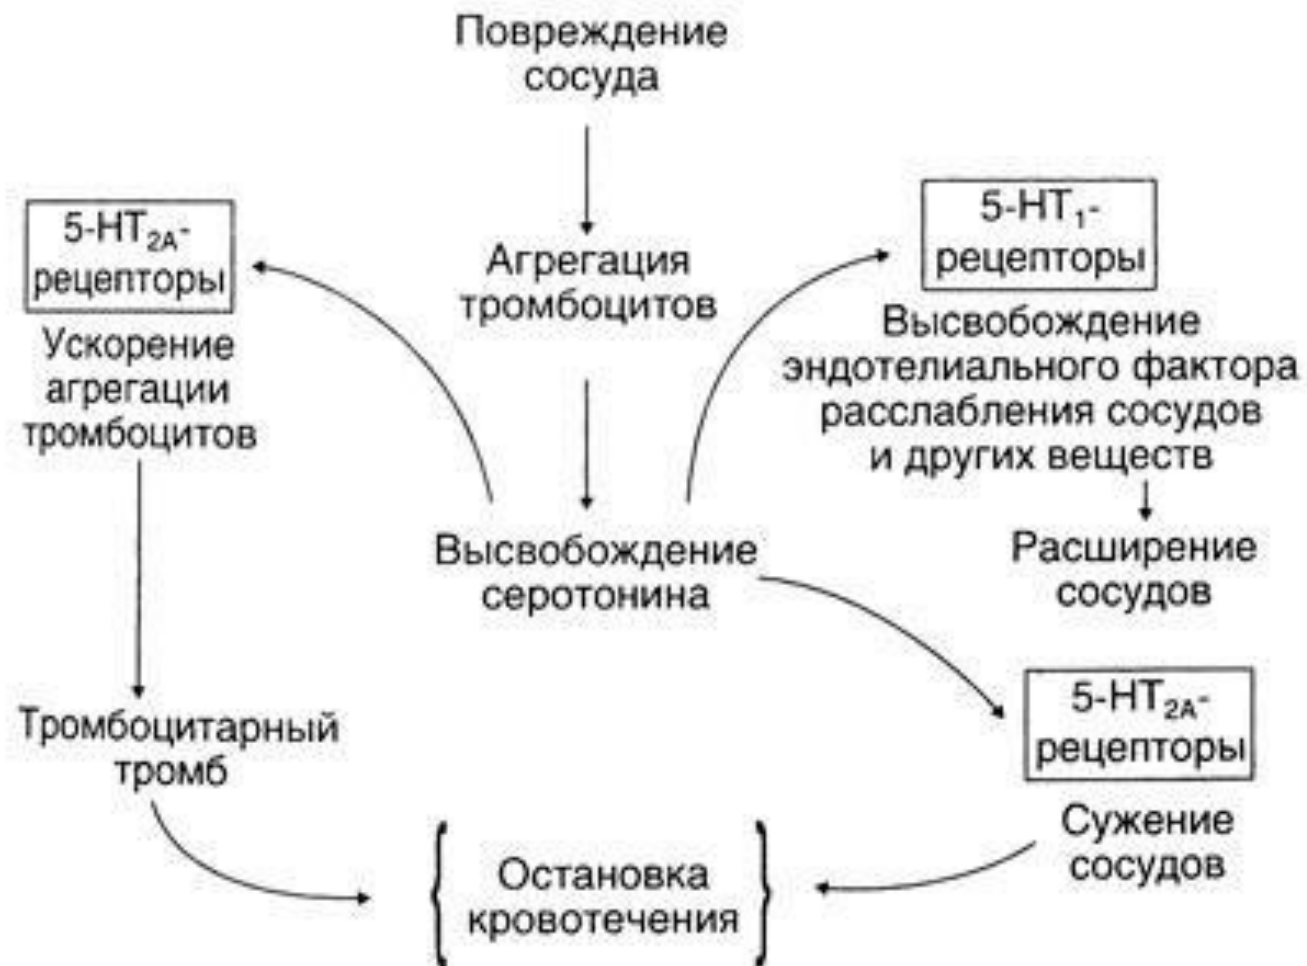 Повреждение
сосуда
5-HT₂A-
рецепторы
Ускорение
агрегации
тромбоцитов
Агрегация
тромбоцитов
5-HT₁-
рецепторы
Высвобождение
эндотелиального фактора
расслабления сосудов
и других веществ
Высвобождение
серотонина
Расширение
сосудов
Тромбоцитарный
тромб
5-HT₂A-
рецепторы
Сужение
сосудов
Остановка
кровотечения